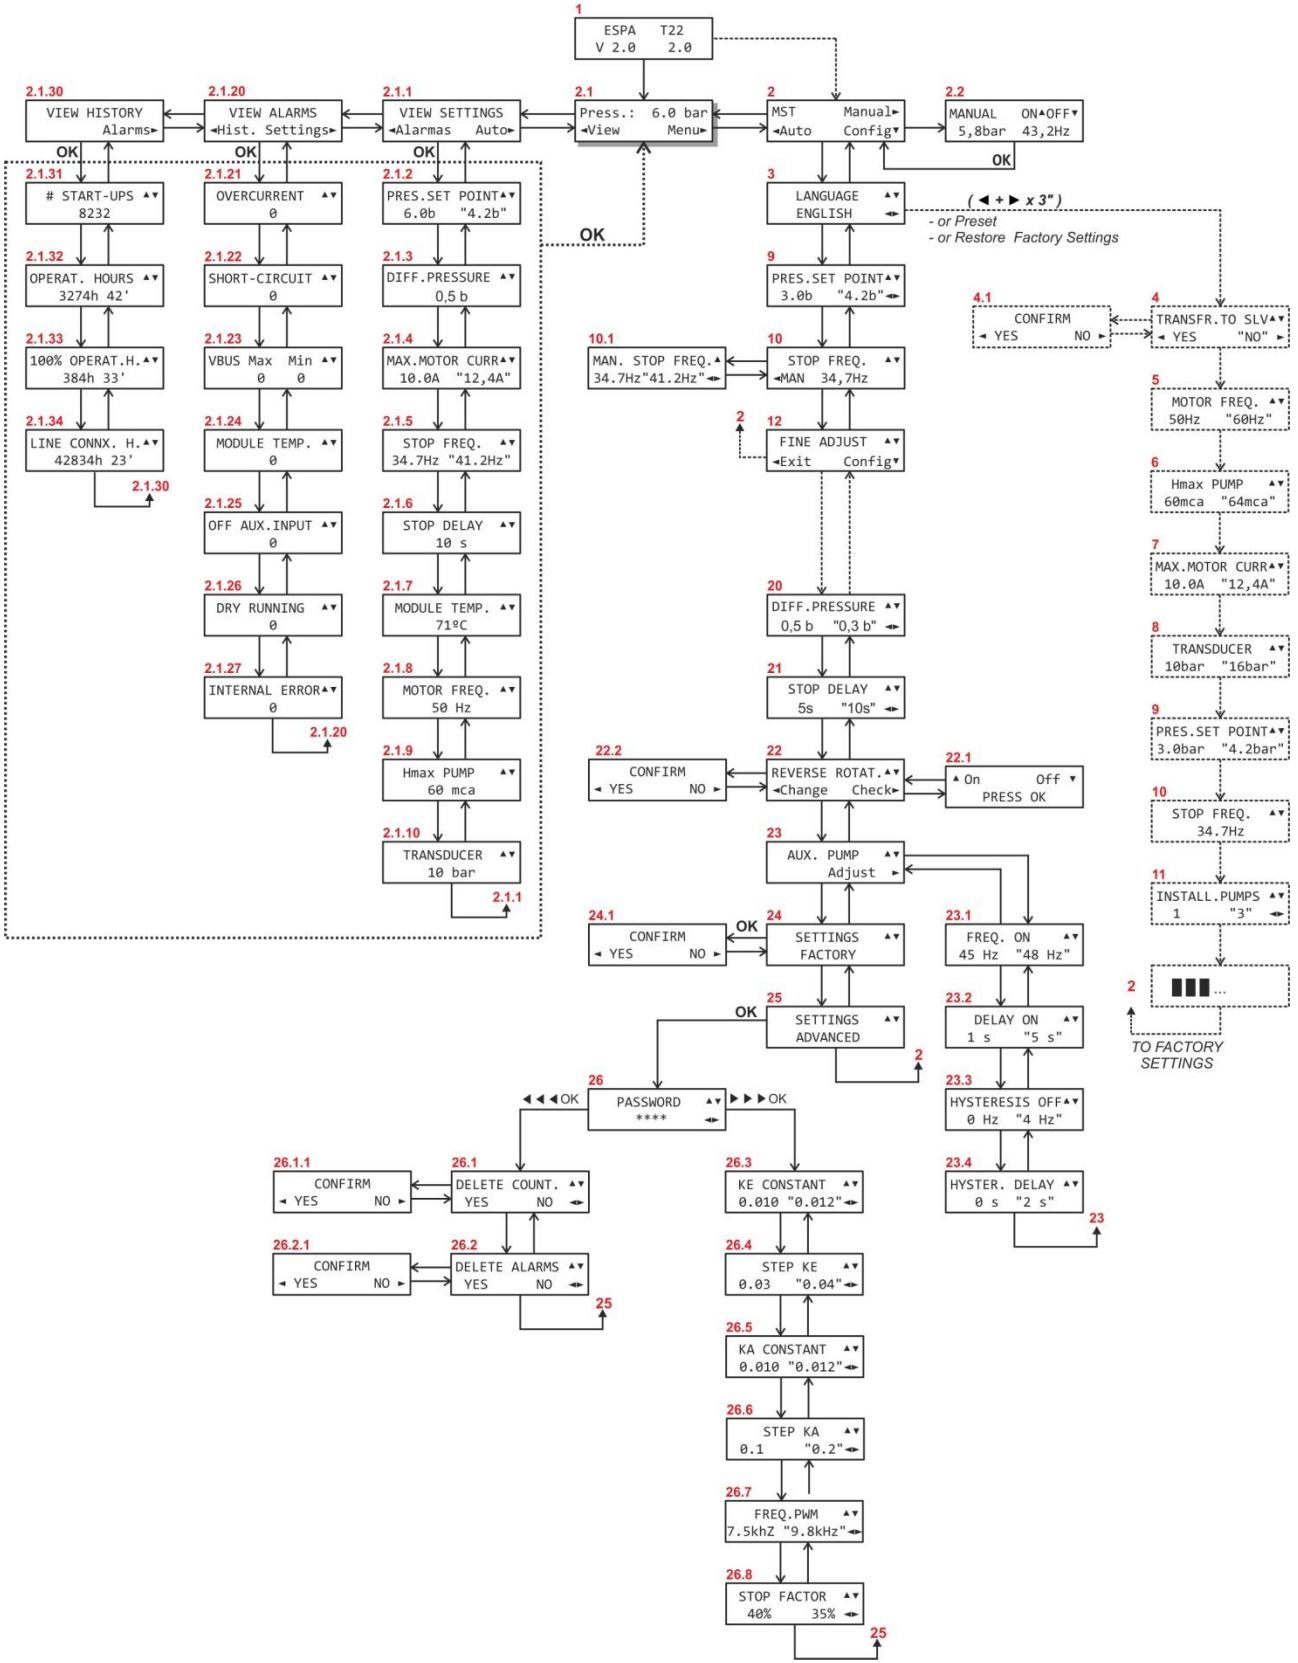 1
ESPA T22
V 2.0 2.0
2.1.30
VIEW HISTORY
Alarms►
2.1.20
VIEW ALARMS
◄Hist. Settings►
2.1.1
VIEW SETTINGS
◄Alarmas Auto►
2.1
Press.: 6.0 bar
◄View Menu►
2
MST Manual►
◄Auto Config▼
2.2
MANUAL ON▲OFF▼
5,8bar 43,2Hz
OK
OK
OK
OK
2.1.31
# START-UPS ▲▼
8232
2.1.32
OPERAT. HOURS ▲▼
3274h 42'
2.1.33
100% OPERAT.H. ▲▼
384h 33'
2.1.34
LINE CONNX. H.▲▼
42834h 23'
2.1.30
2.1.21
OVERCURRENT ▲▼
0
2.1.22
SHORT-CIRCUIT ▲▼
0
2.1.23
VBUS Max Min ▲▼
0 0
2.1.24
MODULE TEMP. ▲▼
0
2.1.25
OFF AUX.INPUT ▲▼
0
2.1.26
DRY RUNNING ▲▼
0
2.1.27
INTERNAL ERROR▲▼
0
2.1.20
2.1.2
PRES.SET POINT▲▼
6.0b "4.2b"
2.1.3
DIFF.PRESSURE ▲▼
0,5 b
2.1.4
MAX.MOTOR CURR▲▼
10.0A "12,4A"
2.1.5
STOP FREQ. ▲▼
34.7Hz "41.2Hz"
2.1.6
STOP DELAY ▲▼
10 s
2.1.7
MODULE TEMP. ▲▼
71ºC
2.1.8
MOTOR FREQ. ▲▼
50 Hz
2.1.9
Hmax PUMP ▲▼
60 mca
2.1.10
TRANSDUCER ▲▼
10 bar
2.1.1
OK
3
LANGUAGE ▲▼
ENGLISH ◄►
( ◄ + ► x 3" )
- or Preset
- or Restore Factory Settings
9
PRES.SET POINT▲▼
3.0b "4.2b"◄►
10.1
MAN. STOP FREQ.▲
34.7Hz"41.2Hz"◄►
10
STOP FREQ. ▲▼
◄MAN 34,7Hz
2
12
FINE ADJUST ▲▼
◄Exit Config▼
20
DIFF.PRESSURE ▲▼
0,5 b "0,3 b" ◄►
21
STOP DELAY ▲▼
5s "10s" ◄►
22.2
CONFIRM
◄ YES NO ►
22
REVERSE ROTAT.▲▼
◄Change Check►
22.1
▲ On Off ▼
PRESS OK
23
AUX. PUMP ▲▼
Adjust ►
24.1
CONFIRM
◄ YES NO ►
OK
24
SETTINGS ▲▼
FACTORY
25
SETTINGS ▲▼
ADVANCED
OK
2
23.1
FREQ. ON ▲▼
45 Hz "48 Hz"
23.2
DELAY ON ▲▼
1 s "5 s"
23.3
HYSTERESIS OFF▲▼
0 Hz "4 Hz"
23.4
HYSTER. DELAY ▲▼
0 s "2 s"
23
4.1
CONFIRM
◄ YES NO ►
4
TRANSFR.TO SLV▲▼
◄ YES "NO" ►
5
MOTOR FREQ. ▲▼
50Hz "60Hz"
6
Hmax PUMP ▲▼
60mca "64mca"
7
MAX.MOTOR CURR▲▼
10.0A "12,4A"
8
TRANSDUCER ▲▼
10bar "16bar"
9
PRES.SET POINT▲▼
3.0bar "4.2bar"
10
STOP FREQ. ▲▼
34.7Hz
11
INSTALL.PUMPS ▲▼
1 "3" ◄►
2
███...
TO FACTORY
SETTINGS
26
PASSWORD ▲▼
**** ◄►
◄◄◄OK
►►►OK
26.1.1
CONFIRM
◄ YES NO ►
26.1
DELETE COUNT. ▲▼
YES NO ◄►
26.2.1
CONFIRM
◄ YES NO ►
26.2
DELETE ALARMS ▲▼
YES NO ◄►
25
26.3
KE CONSTANT ▲▼
0.010 "0.012"◄►
26.4
STEP KE ▲▼
0.03 "0.04"◄►
26.5
KA CONSTANT ▲▼
0.010 "0.012"◄►
26.6
STEP KA ▲▼
0.1 "0.2"◄►
26.7
FREQ.PWM ▲▼
7.5khZ "9.8kHz"◄►
26.8
STOP FACTOR ▲▼
40% 35% ◄►
25